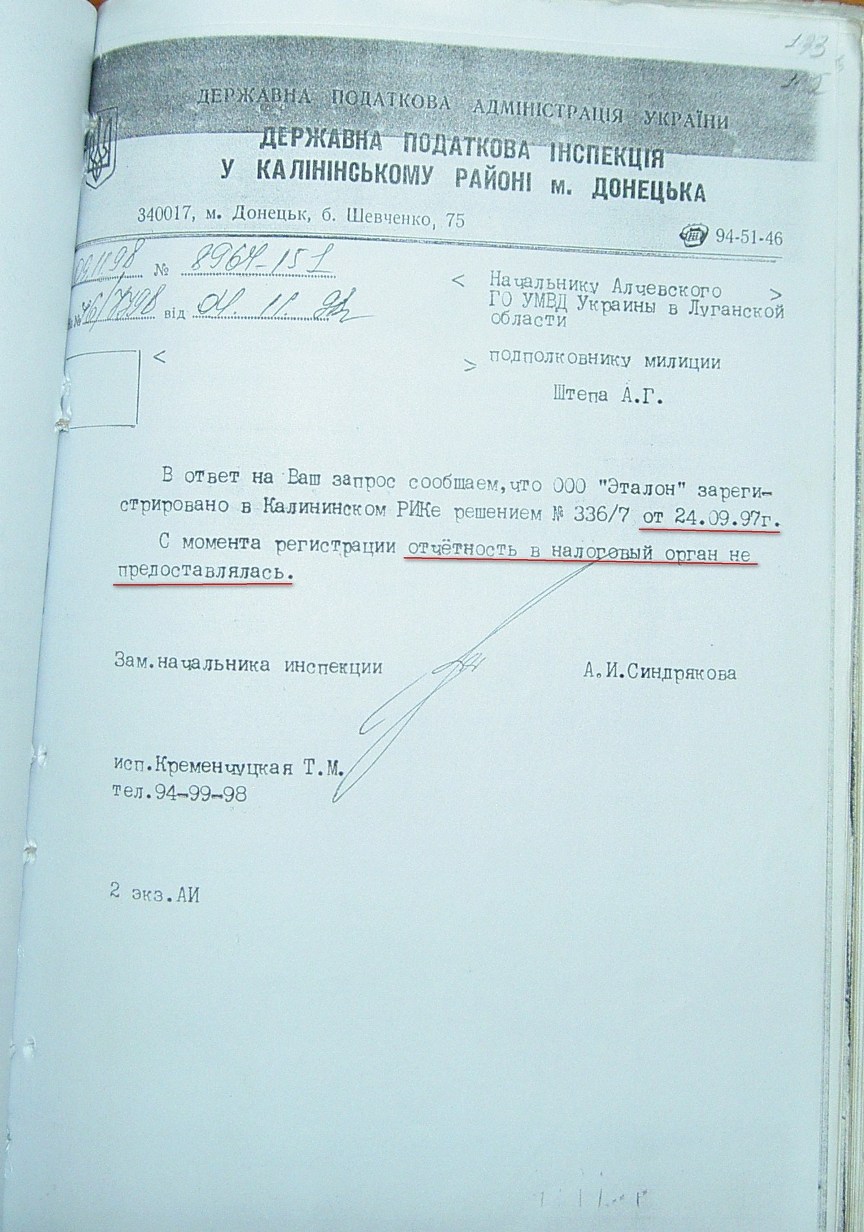 193
ДЕРЖАВНА ПОДАТКОВА АДМІНІСТРАЦІЯ УКРАЇНИ
ДЕРЖАВНА ПОДАТКОВА ІНСПЕКЦІЯ
У КАЛІНІНСЬКОМУ РАЙОНІ м. ДОНЕЦЬКА
340017, м. Донецьк, б. Шевченко, 75
94-51-46
№
від
< Начальнику Алчевского >
ГО УМВД Украины в Луганской
области
< > подполковнику милиции
Штепа А.Г.
В ответ на Ваш запрос сообщаем,что ООО "Эталон" зареги-
стрировано в Калининском РИКе решением № 336/7 от 24.09.97г.
С момента регистрации отчётность в налоговый орган не
предоставлялась.
Зам.начальника инспекции А.И.Синдрякова
исп.Кременчуцкая Т.М.
тел.94-99-98
2 экз.АИ